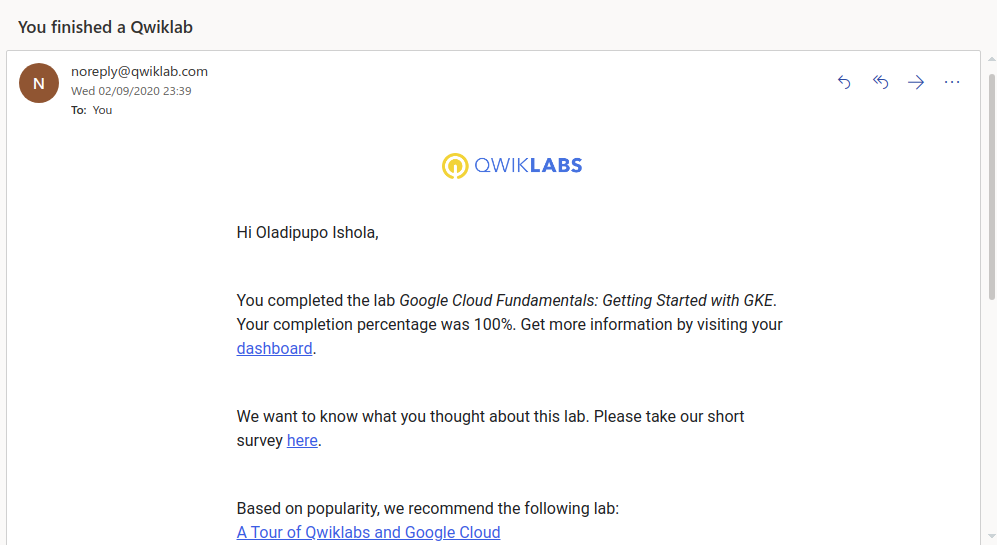 You finished a Qwiklab
N
noreply@qwiklab.com
Wed 02/09/2020 23:39
To: You
QWIKLABS
Hi Oladipupo Ishola,
You completed the lab Google Cloud Fundamentals: Getting Started with GKE.
Your completion percentage was 100%. Get more information by visiting your
dashboard.
We want to know what you thought about this lab. Please take our short
survey here.
Based on popularity, we recommend the following lab:
A Tour of Qwiklabs and Google Cloud